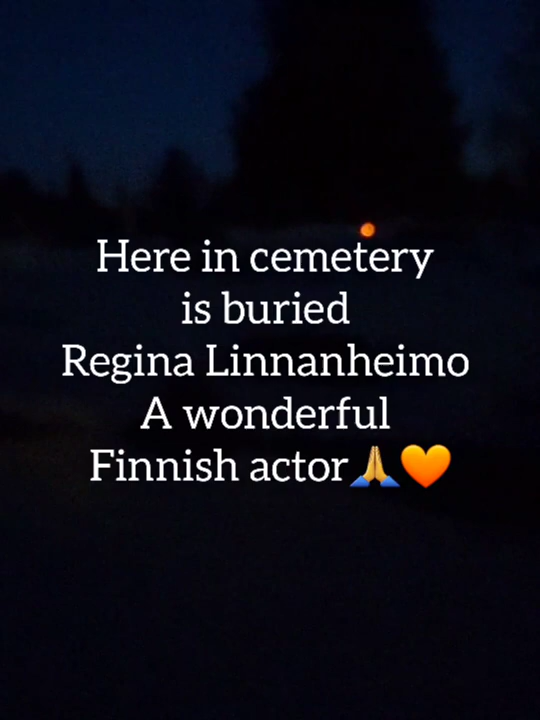 Here in cemetery
is buried
Regina Linnanheimo
A wonderful
Finnish actor🙏🧡